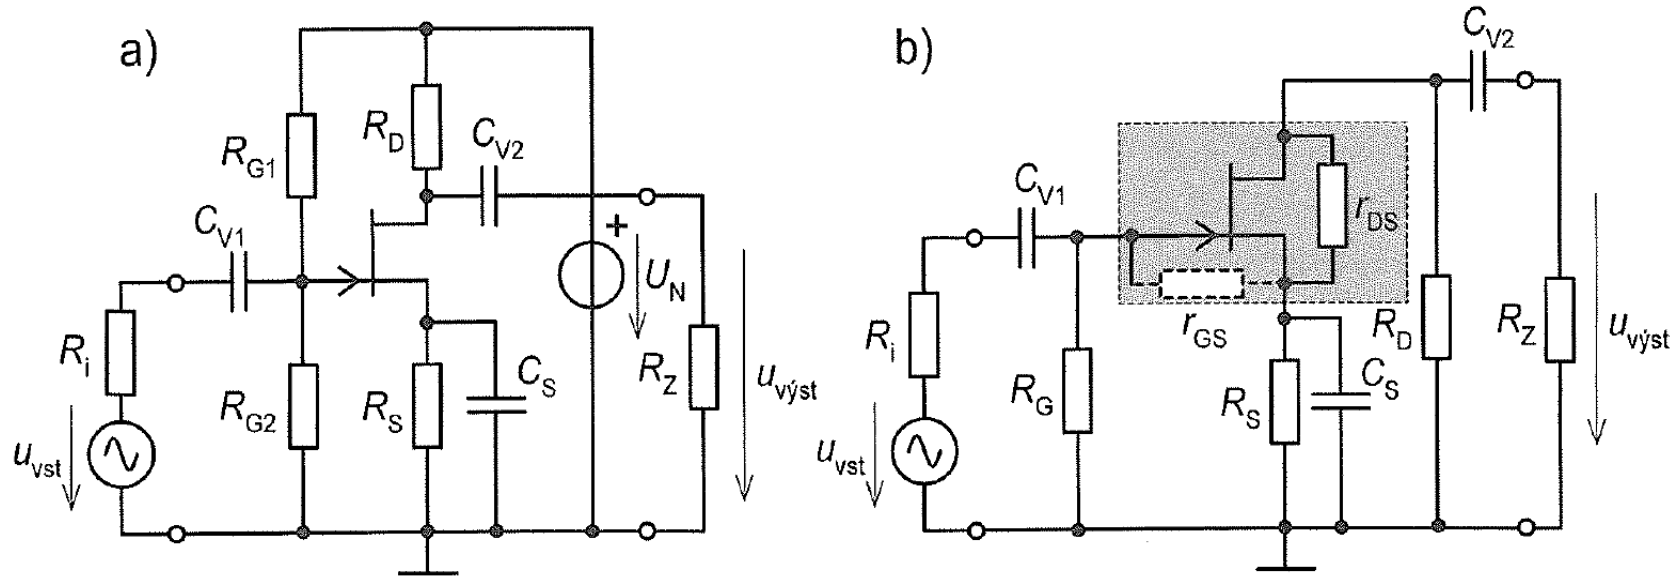 a)
R_D
C_V2
R_G1
C_V1
+
U_N
R_i
R_G2
R_S
C_S
R_Z
u_výst
u_vst
b)
C_V2
C_V1
r_DS
r_GS
R_i
R_G
R_S
C_S
R_D
R_Z
u_výst
u_vst